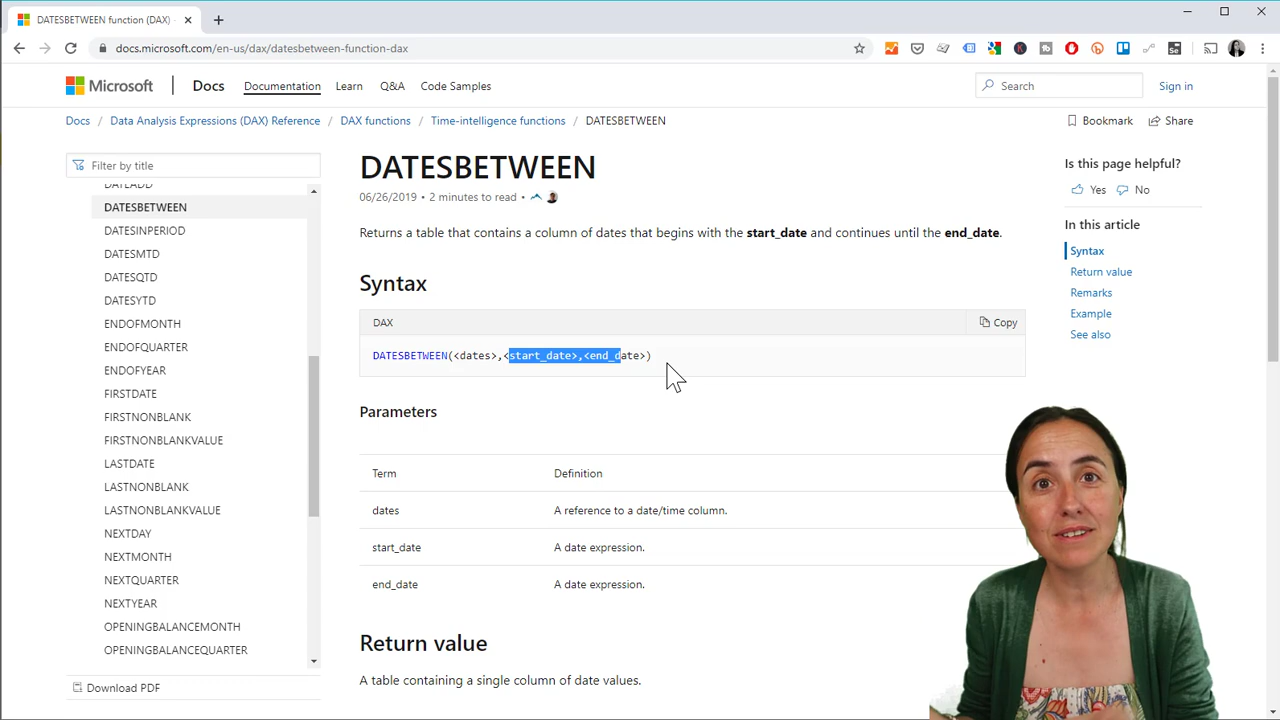 DATESBETWEEN function (DAX) -
docs.microsoft.com/en-us/dax/datesbetween-function-dax
Microsoft
Docs
Documentation
Learn
Q&A
Code Samples
Search
Sign in
Docs / Data Analysis Expressions (DAX) Reference / DAX functions / Time-intelligence functions / DATESBETWEEN
Bookmark
Share
Filter by title
DATEADD
DATESBETWEEN
DATESINPERIOD
DATESMTD
DATESQTD
DATESYTD
ENDOFMONTH
ENDOFQUARTER
ENDOFYEAR
FIRSTDATE
FIRSTNONBLANK
FIRSTNONBLANKVALUE
LASTDATE
LASTNONBLANK
LASTNONBLANKVALUE
NEXTDAY
NEXTMONTH
NEXTQUARTER
NEXTYEAR
OPENINGBALANCEMONTH
OPENINGBALANCEQUARTER
Download PDF
DATESBETWEEN
06/26/2019 • 2 minutes to read •
Returns a table that contains a column of dates that begins with the start_date and continues until the end_date.
Syntax
DAX
Copy
DATESBETWEEN(<dates>,<start_date>,<end_date>)
Parameters
Term Definition
dates A reference to a date/time column.
start_date A date expression.
end_date A date expression.
Return value
A table containing a single column of date values.
Is this page helpful?
Yes
No
In this article
Syntax
Return value
Remarks
Example
See also